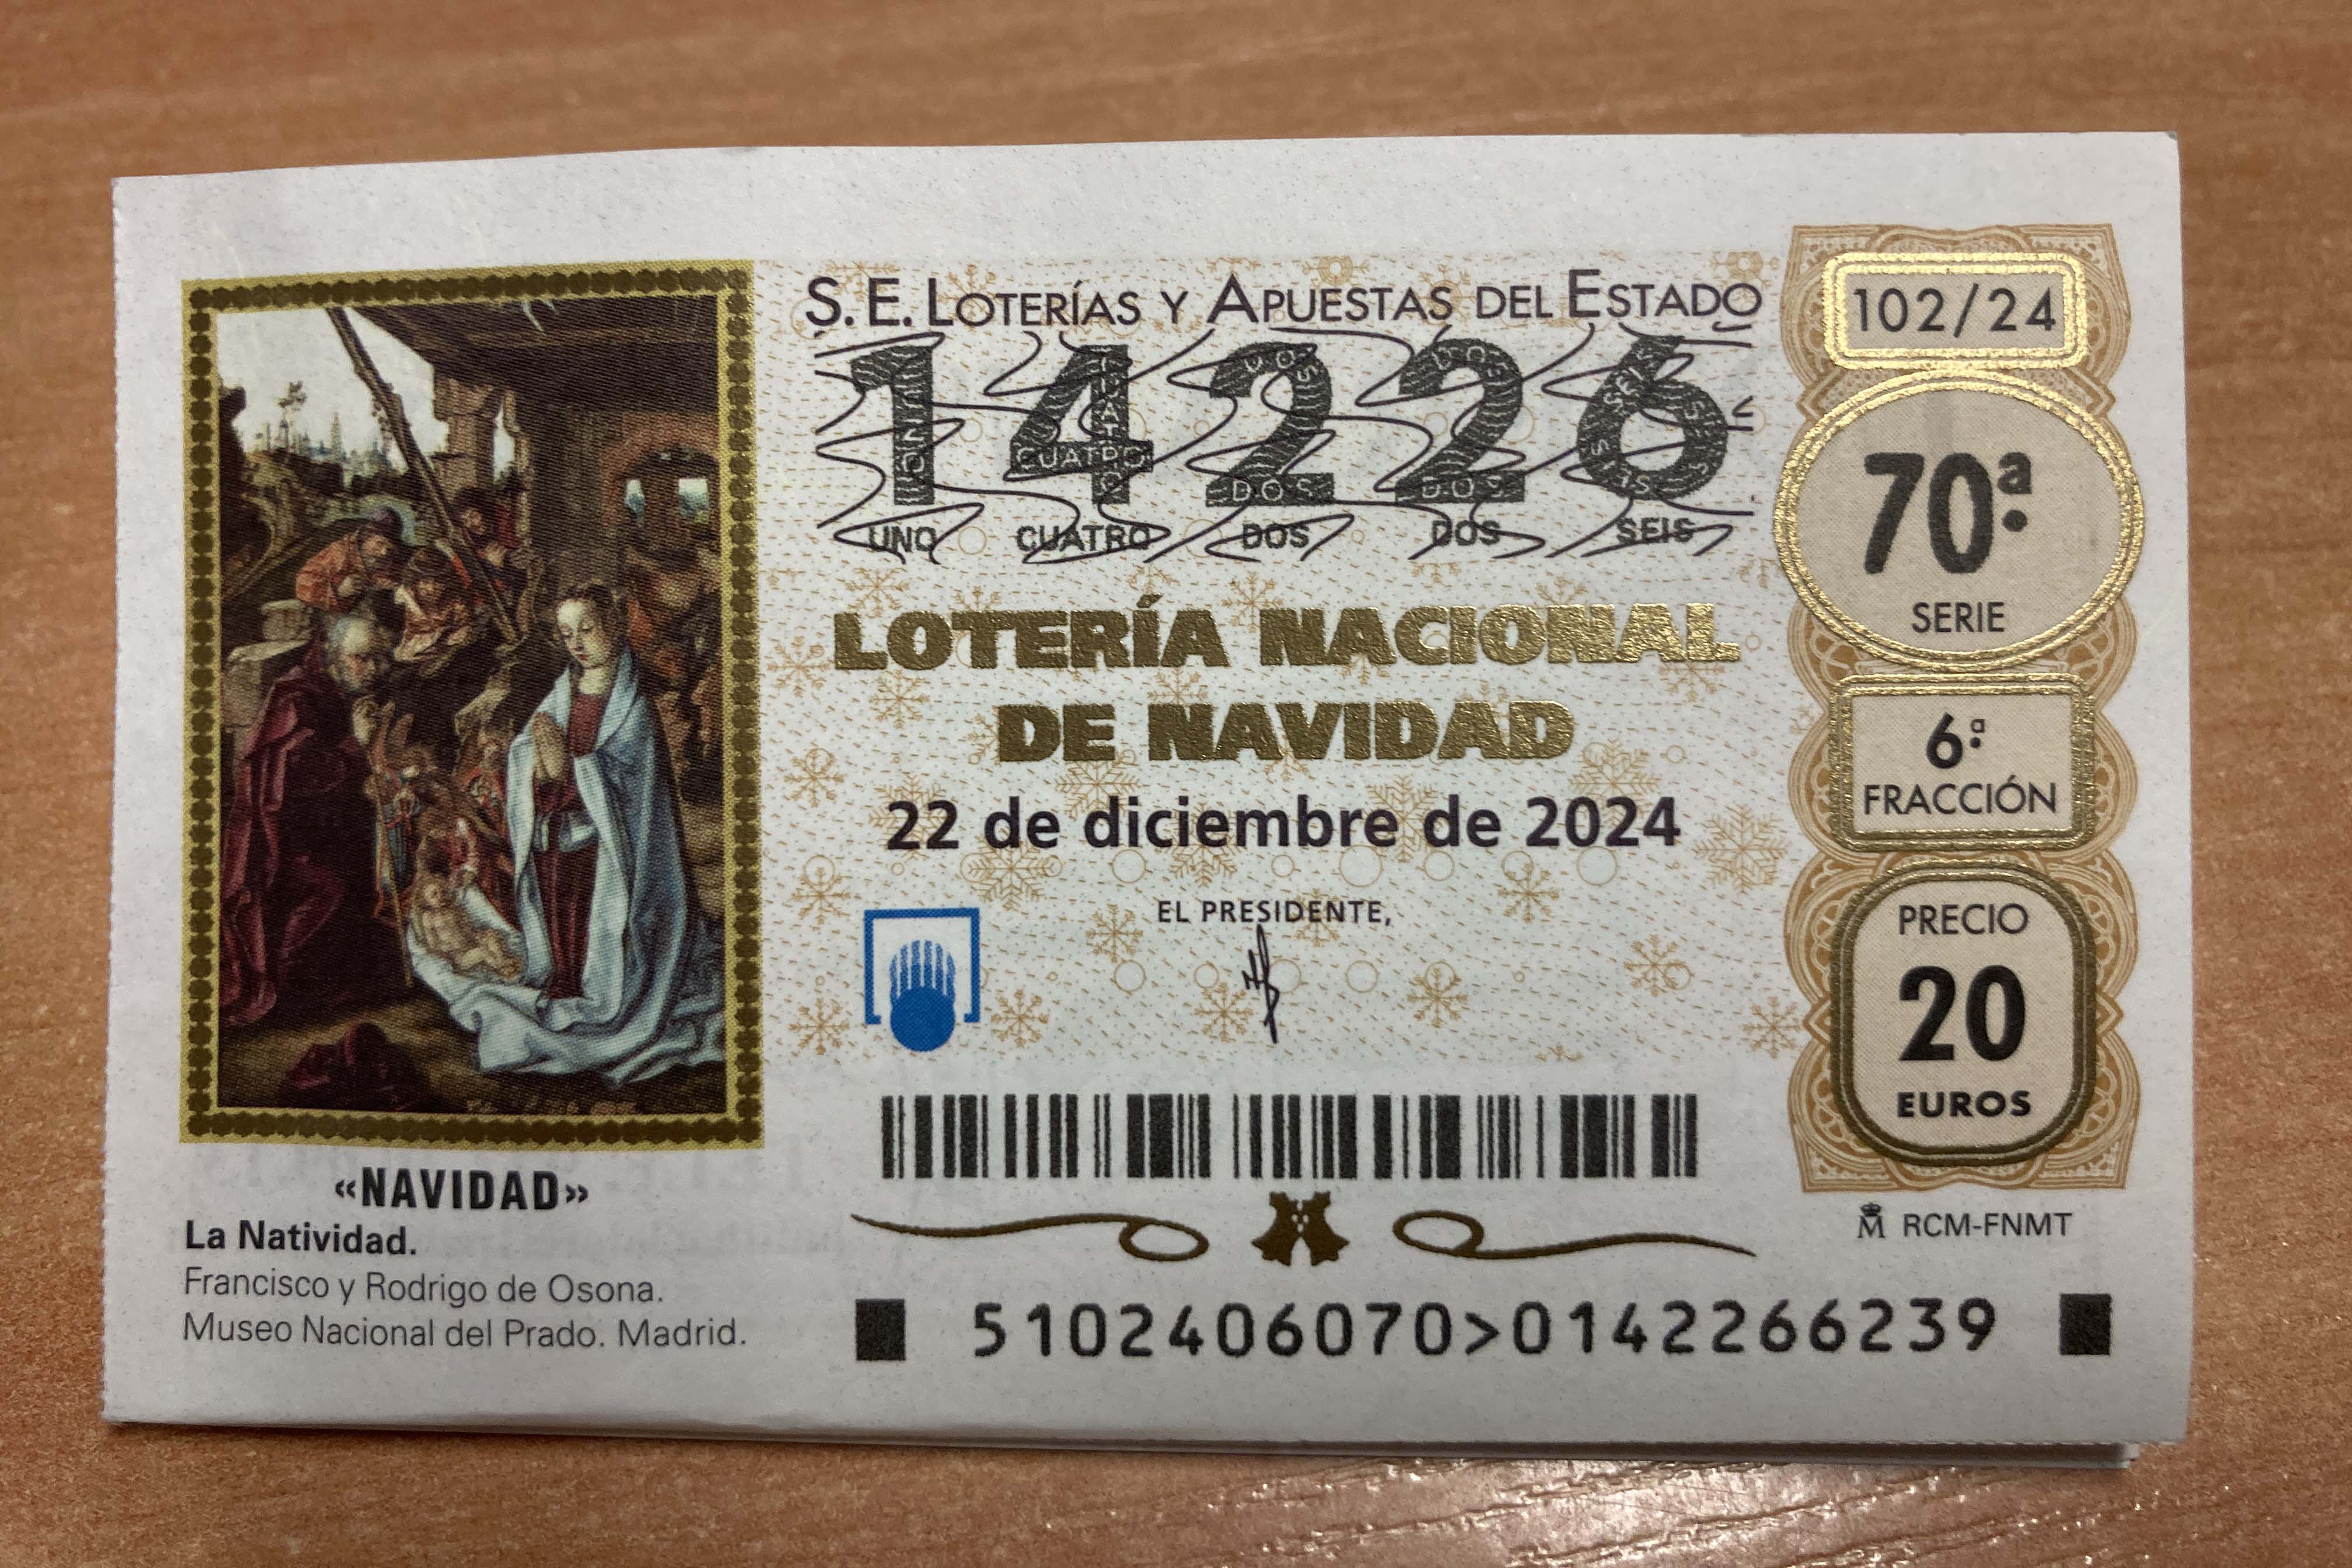 S. E. LOTERÍAS Y APUESTAS DEL ESTADO
14226
UNO CUATRO DOS DOS SEIS
LOTERÍA NACIONAL
DE NAVIDAD
22 de diciembre de 2024
EL PRESIDENTE,
102/24
70ª
SERIE
6ª
FRACCIÓN
PRECIO
20
EUROS
RCM-FNMT
«NAVIDAD»
La Natividad.
Francisco y Rodrigo de Osona.
Museo Nacional del Prado. Madrid.
5102406070>0142266239